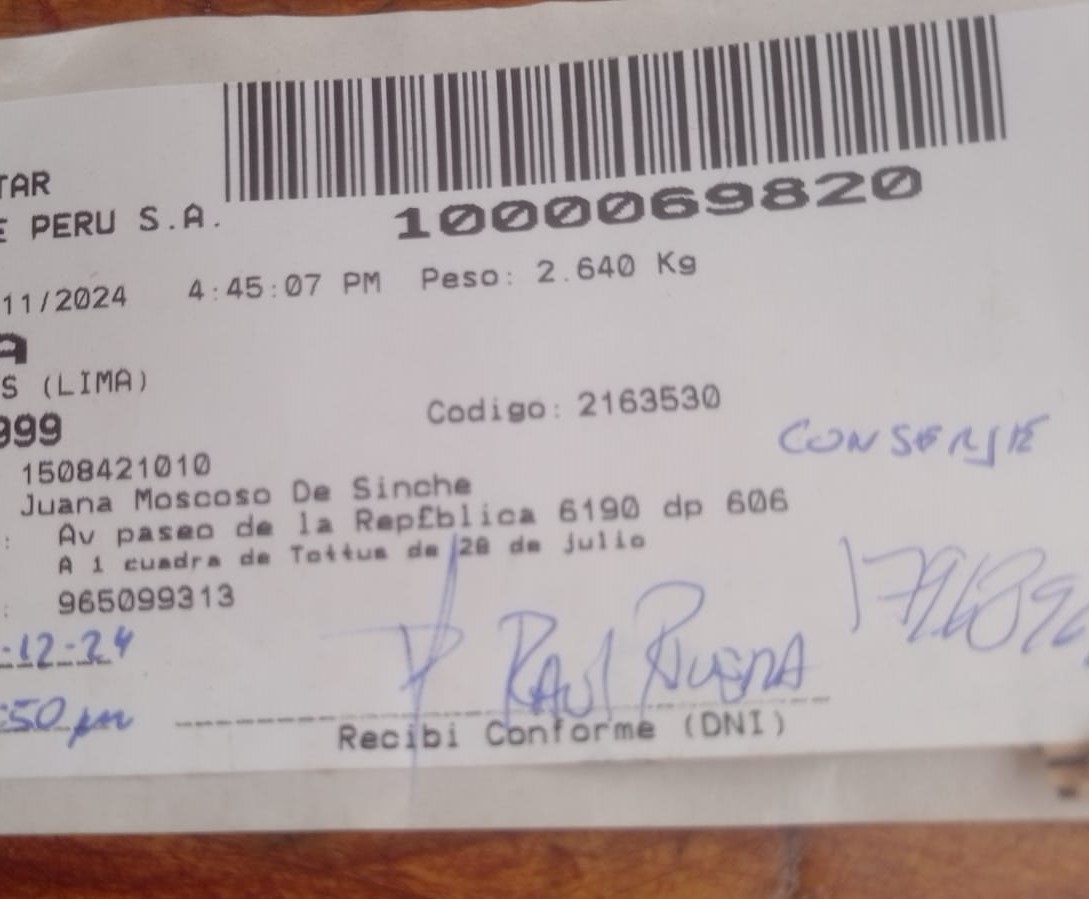 TAR
E PERU S.A.
1000069820
11/2024 4:45:07 PM Peso: 2.640 Kg
A
S (LIMA)
999
Codigo: 2163530
CONSERJE
1508421010
Juana Moscoso De Sinche
: Av paseo de la Rep£blica 6190 dp 606
A 1 cuadra de Tottus de 28 de julio
: 965099313
-12-24
:50 pm
RAUL
Recibi Conforme (DNI)